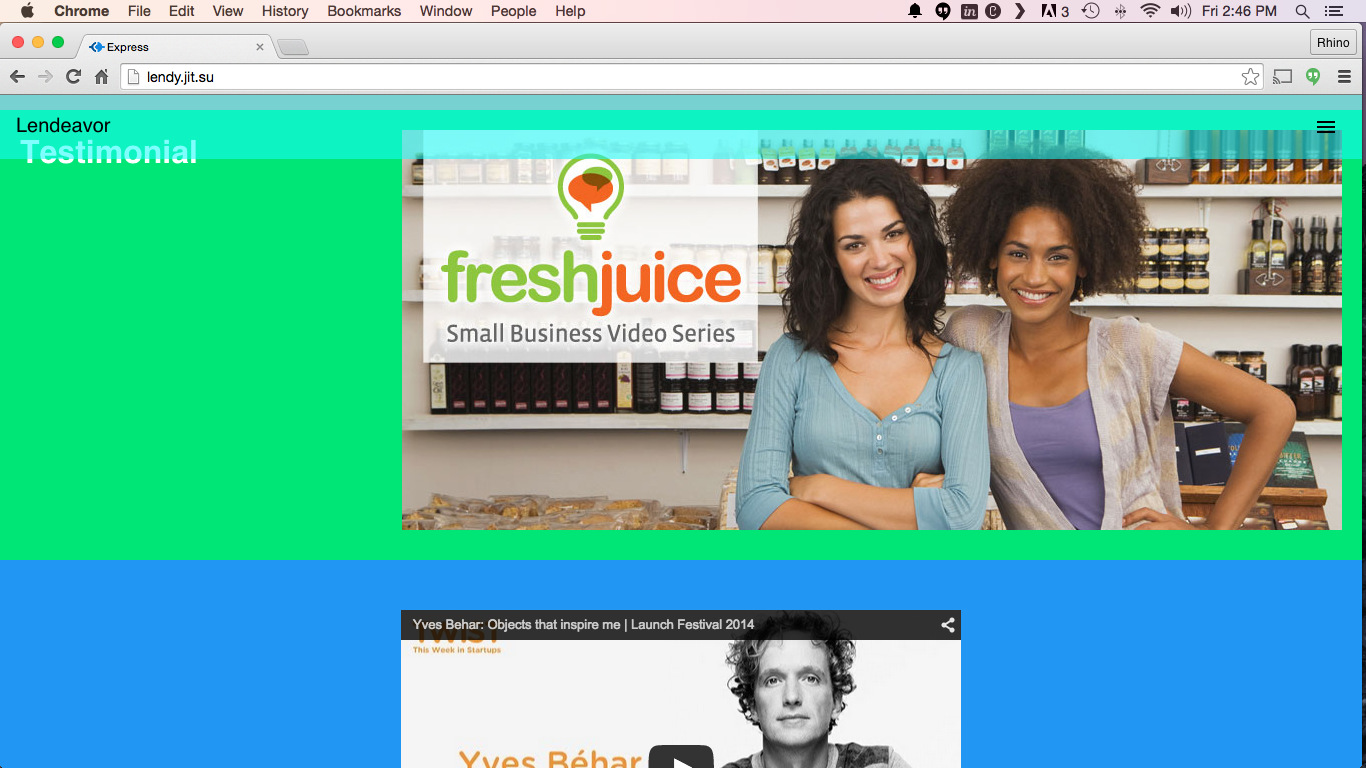 Chrome File Edit View History Bookmarks Window People Help 3 Fri 2:46 PM
Express Rhino
lendy.jit.su
Lendeavor
Testimonial
freshjuice
Small Business Video Series
Yves Behar: Objects that inspire me | Launch Festival 2014
TWIST
This Week in Startups
Yves Béhar